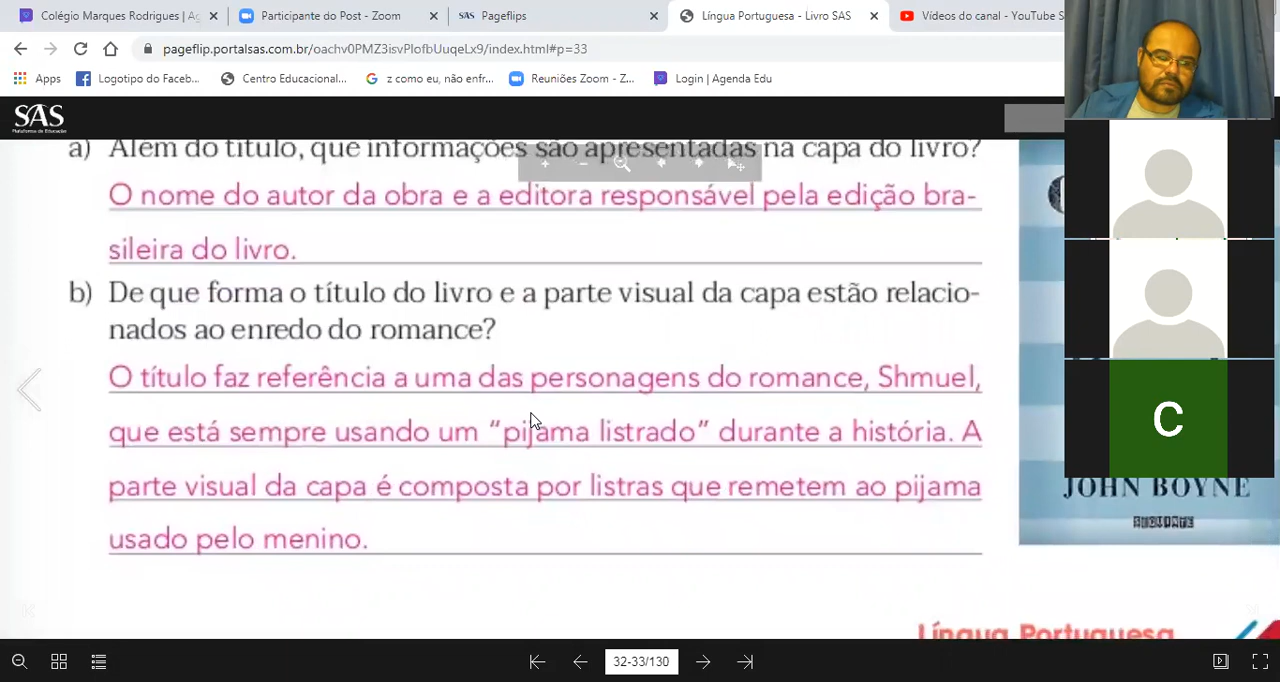 Colégio Marques Rodrigues | Ag
Participante do Post - Zoom
SAS Pageflips
Língua Portuguesa - Livro SAS
Vídeos do canal - YouTube S
pageflip.portalsas.com.br/oachv0PMZ3isvPlofbUuqeLx9/index.html#p=33
Apps
Logotipo do Faceb...
Centro Educacional...
z como eu, não enfr...
Reuniões Zoom - Z...
Login | Agenda Edu
SAS
Plataforma de Educação
a) Além do título, que informações são apresentadas na capa do livro?
O nome do autor da obra e a editora responsável pela edição bra-
sileira do livro.
b) De que forma o título do livro e a parte visual da capa estão relacio-
nados ao enredo do romance?
O título faz referência a uma das personagens do romance, Shmuel,
que está sempre usando um “pijama listrado” durante a história. A
parte visual da capa é composta por listras que remetem ao pijama
usado pelo menino.
C
JOHN BOYNE
SEGUINTE
Língua Portuguesa
32-33/130